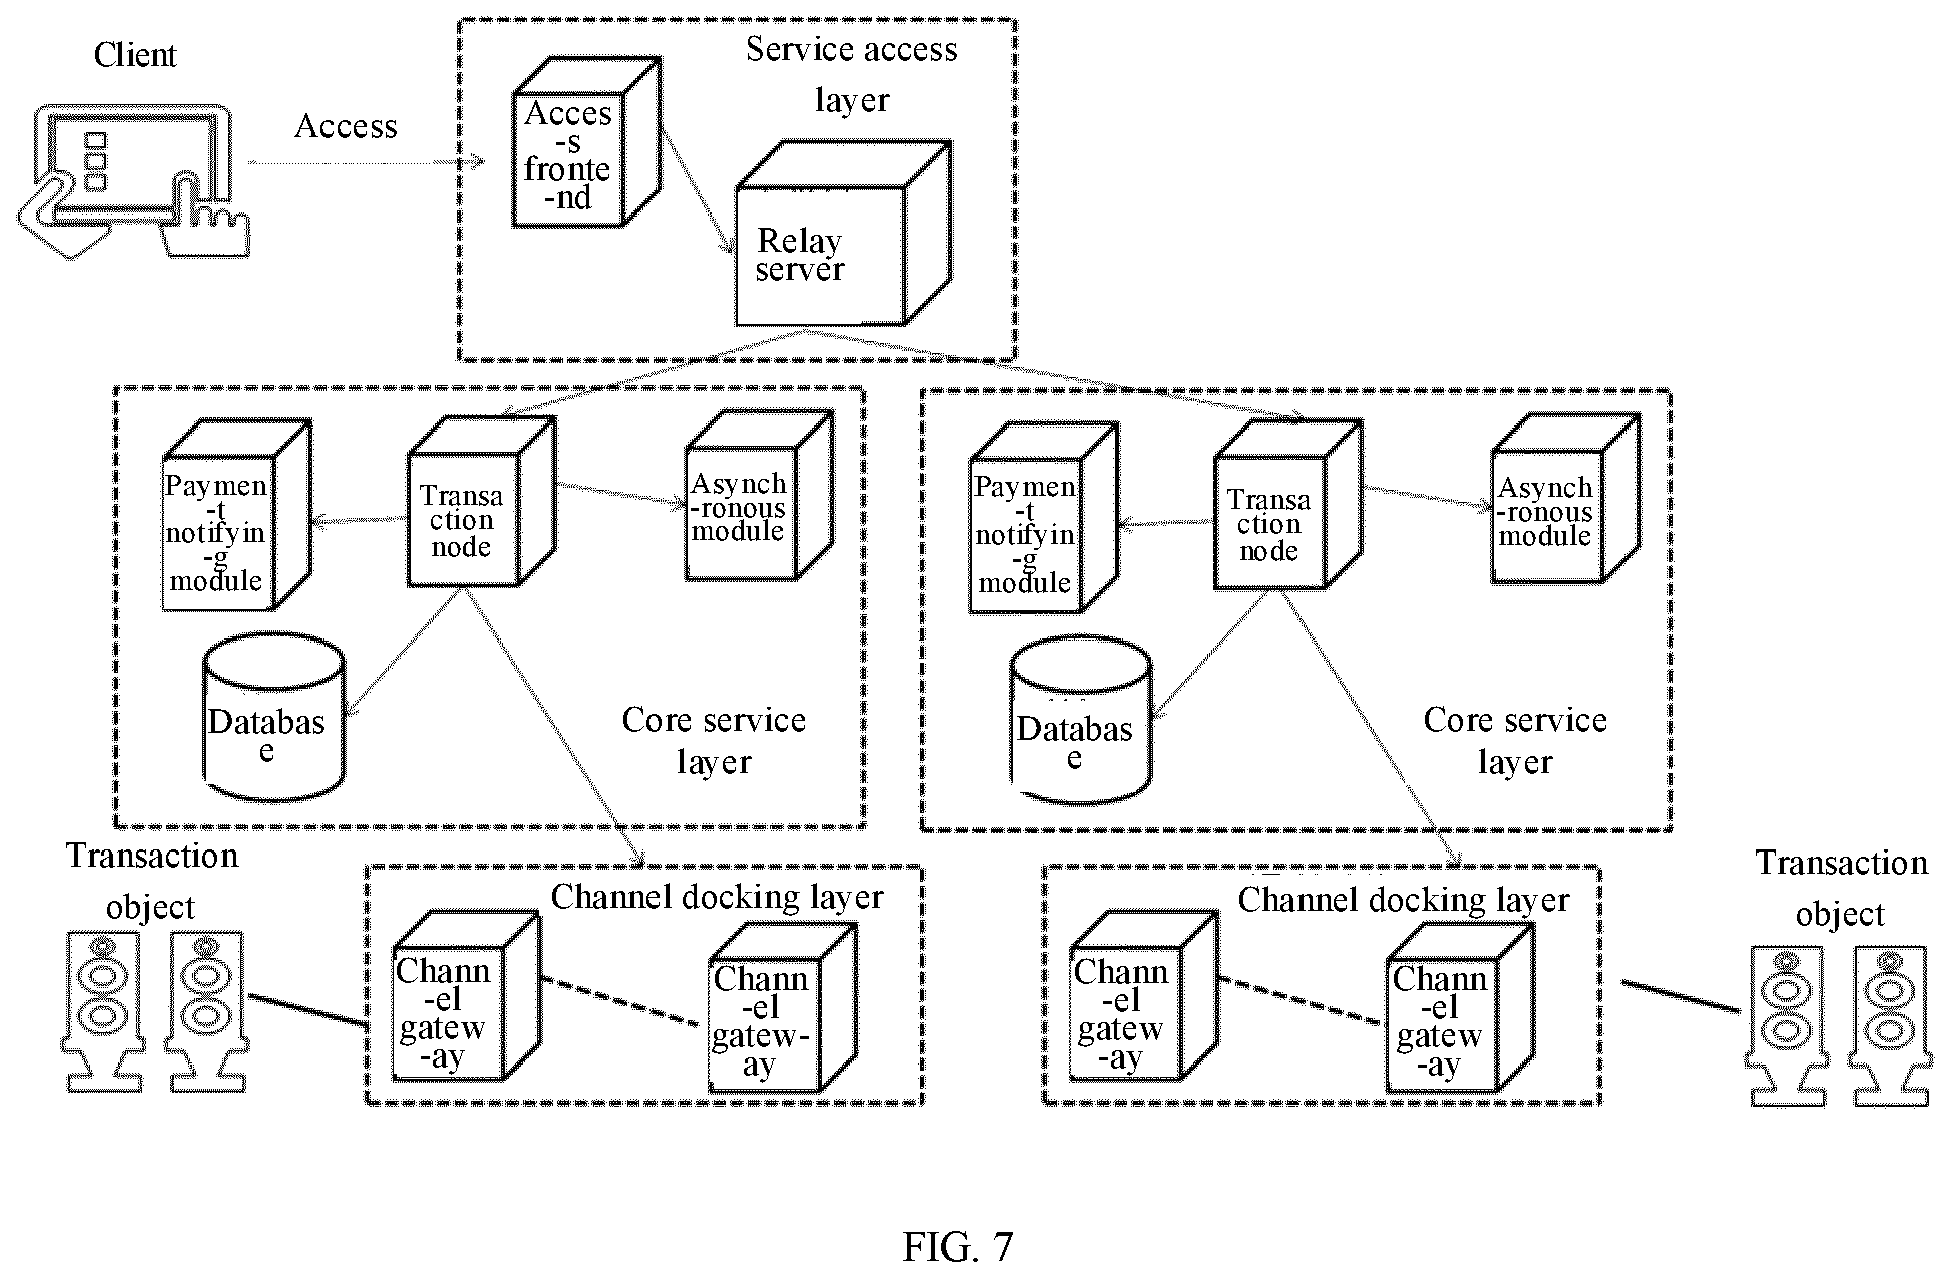 Client
Access
Service access
layer
Acces
-s
fronte
-nd
Relay
server
Paymen
-t
notifyin
-g
module
Transa
ction
node
Asynch
-ronous
module
Databas
e
Core service
layer
Paymen
-t
notifyin
-g
module
Transa
ction
node
Asynch
-ronous
module
Databas
e
Core service
layer
Transaction
object
Channel docking layer
Chann
-el
gatew
-ay
Chann
-el
gatew-
ay
Channel docking layer
Chann
-el
gatew
-ay
Chann
-el
gatew
-ay
Transaction
object
FIG. 7